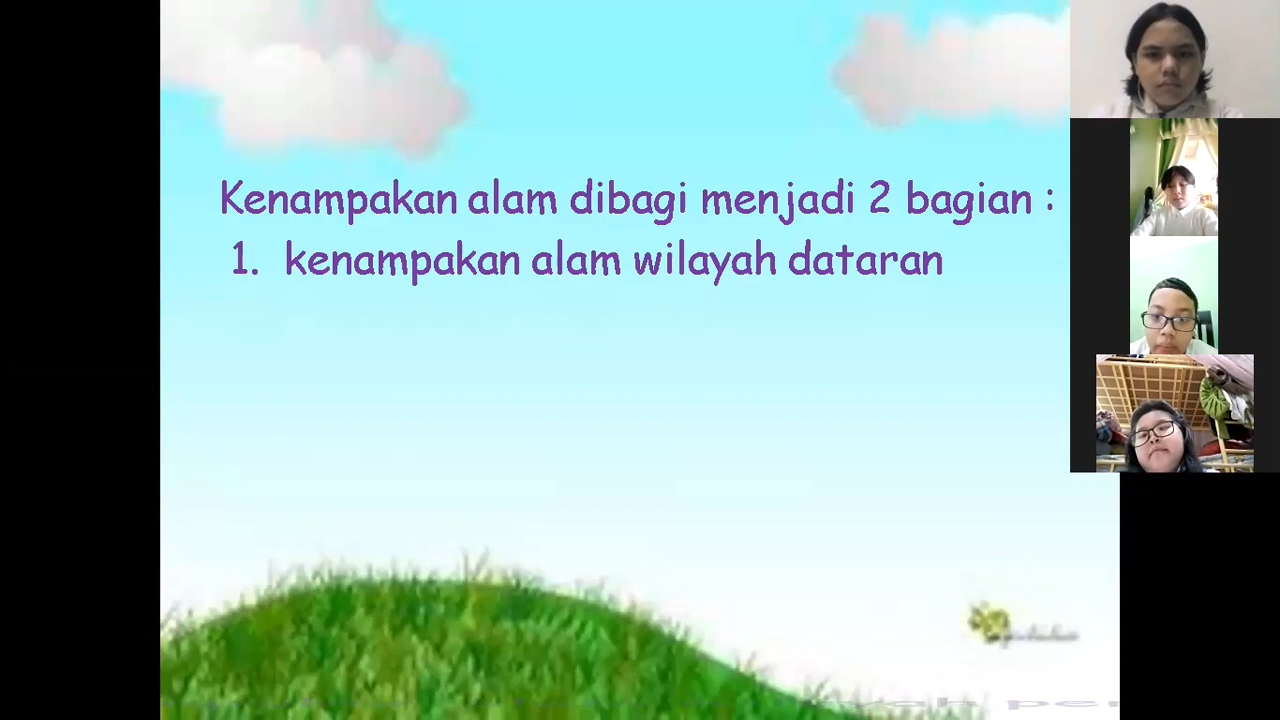 Kenampakan alam dibagi menjadi 2 bagian :
1. kenampakan alam wilayah dataran